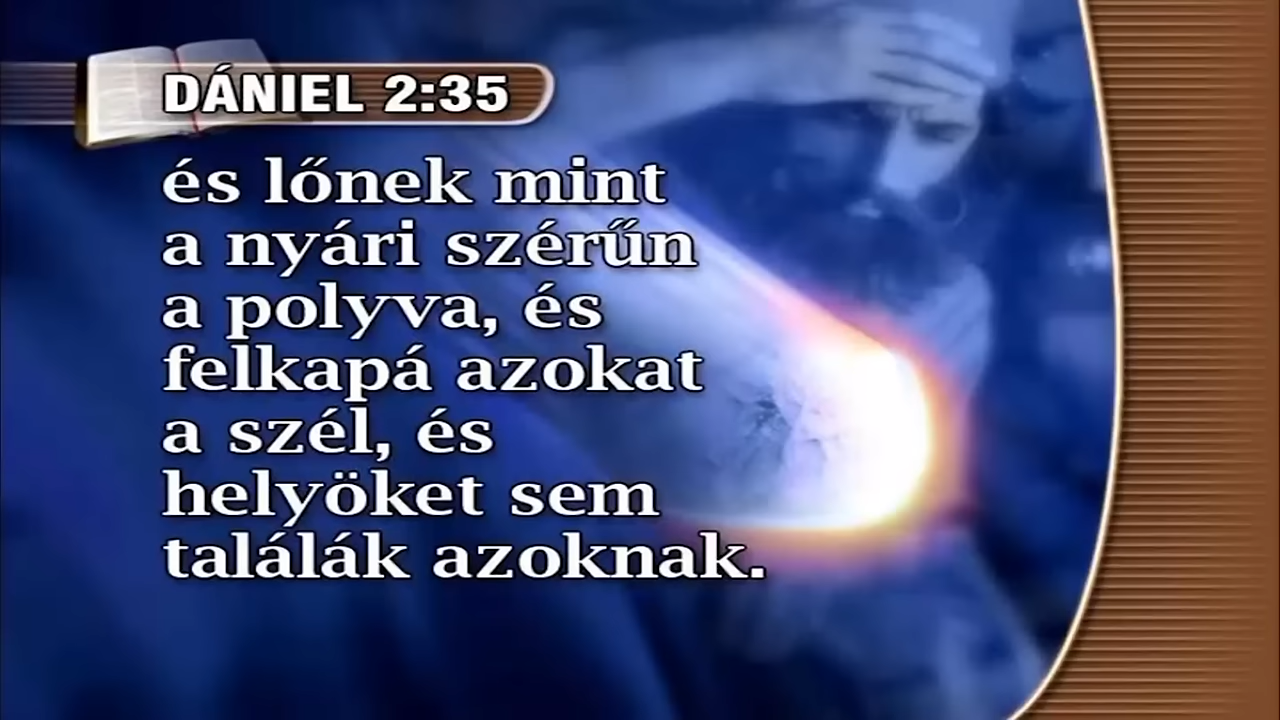 DÁNIEL 2:35
és lőnek mint
a nyári szérűn
a polyva, és
felkapá azokat
a szél, és
helyöket sem
találák azoknak.